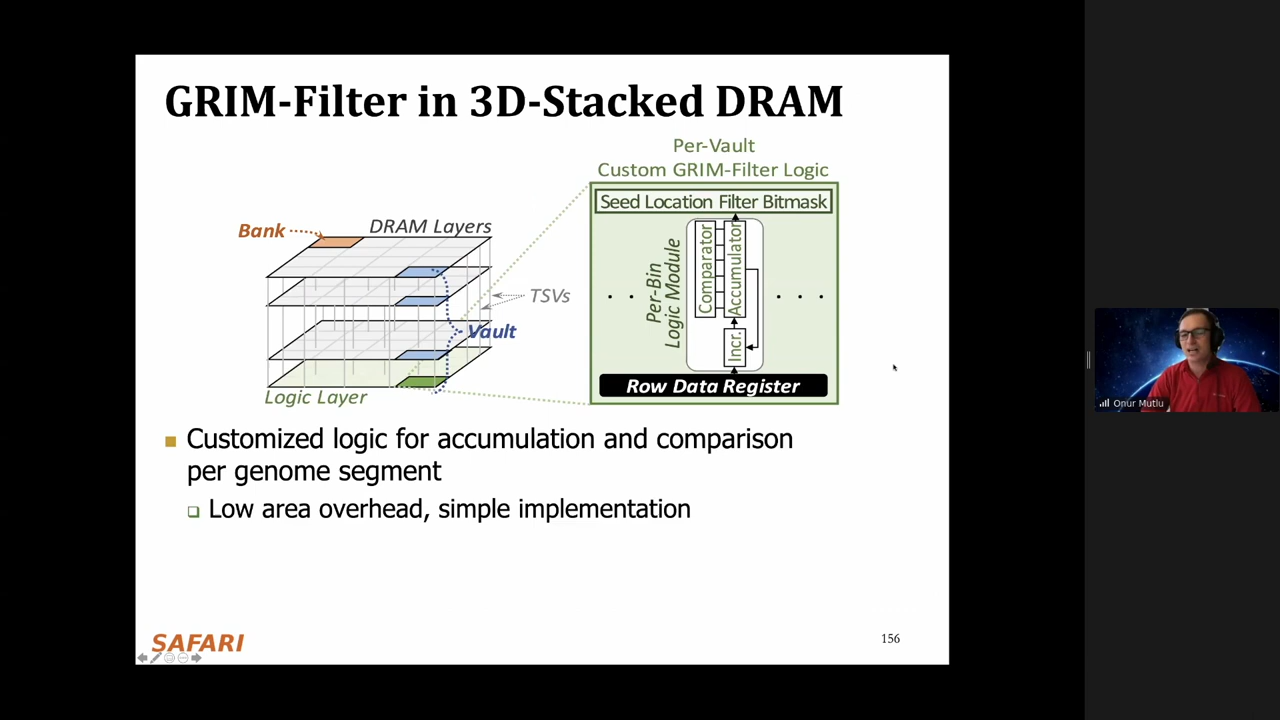 GRIM-Filter in 3D-Stacked DRAM
Per-Vault
Custom GRIM-Filter Logic
Seed Location Filter Bitmask
Bank
DRAM Layers
Per-Bin
Logic Module
Comparator
Accumulator
TSVs
Vault
Incr.
Row Data Register
Logic Layer
Customized logic for accumulation and comparison
per genome segment
Low area overhead, simple implementation
SAFARI
156
Onur Mutlu